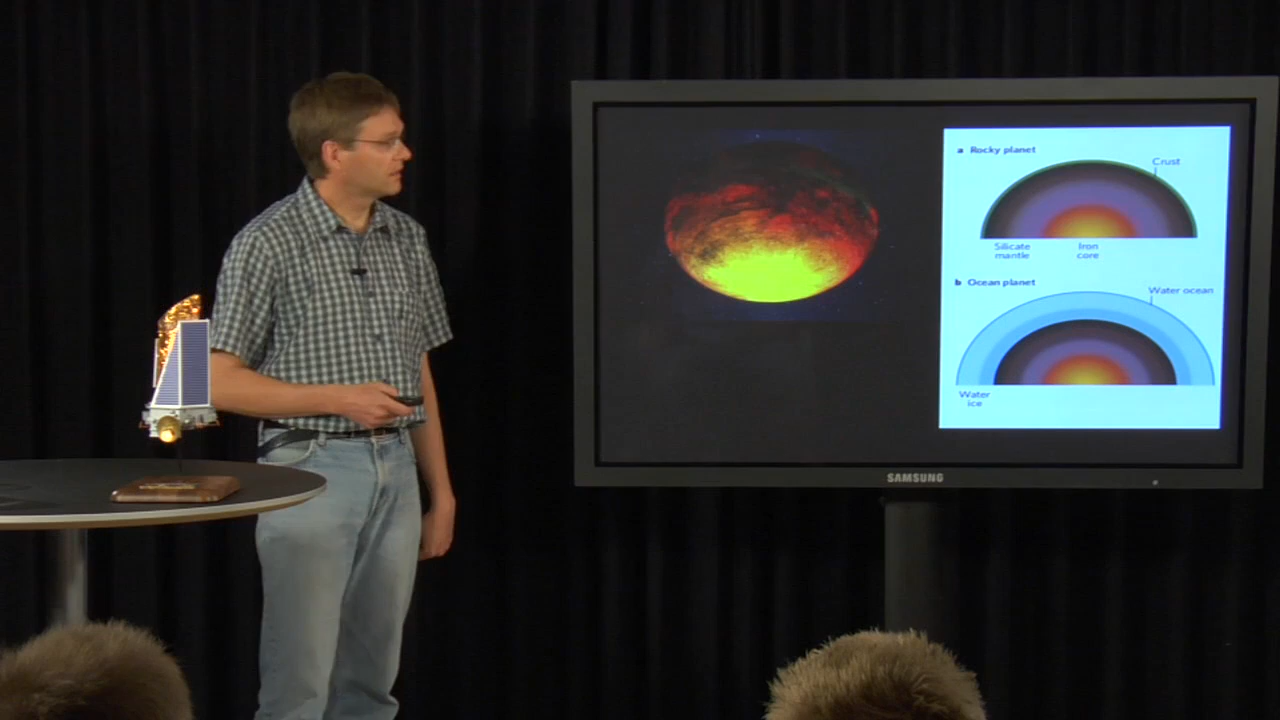 a Rocky planet
Crust
Silicate
mantle
Iron
core
b Ocean planet
Water ocean
Water
ice
SAMSUNG